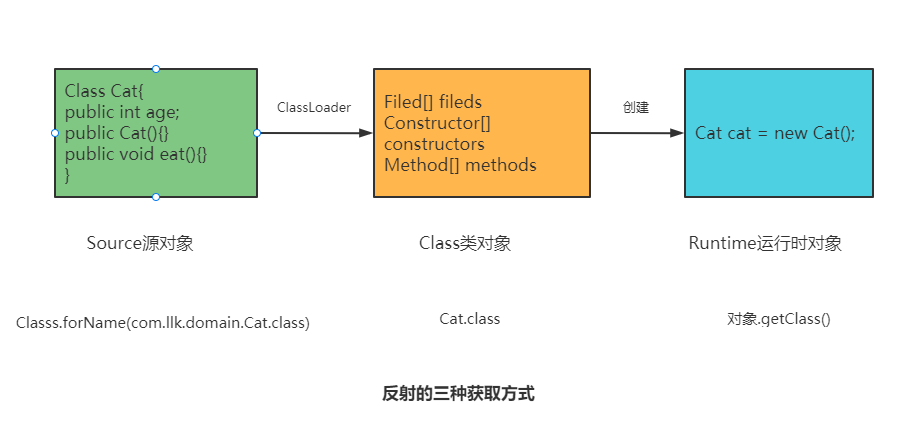 Class Cat{
public int age;
public Cat(){}
public void eat(){}
}
ClassLoader
Filed[] fileds
Constructor[]
constructors
Method[] methods
创建
Cat cat = new Cat();
Source源对象
Class类对象
Runtime运行时对象
Classs.forName(com.llk.domain.Cat.class)
Cat.class
对象.getClass()
反射的三种获取方式